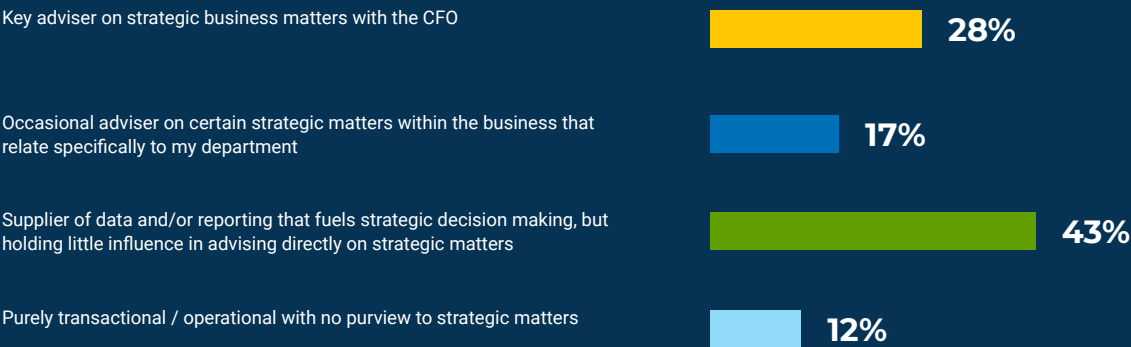 Key adviser on strategic business matters with the CFO
28%
Occasional adviser on certain strategic matters within the business that
relate specifically to my department
17%
Supplier of data and/or reporting that fuels strategic decision making, but
holding little influence in advising directly on strategic matters
43%
Purely transactional / operational with no purview to strategic matters
12%